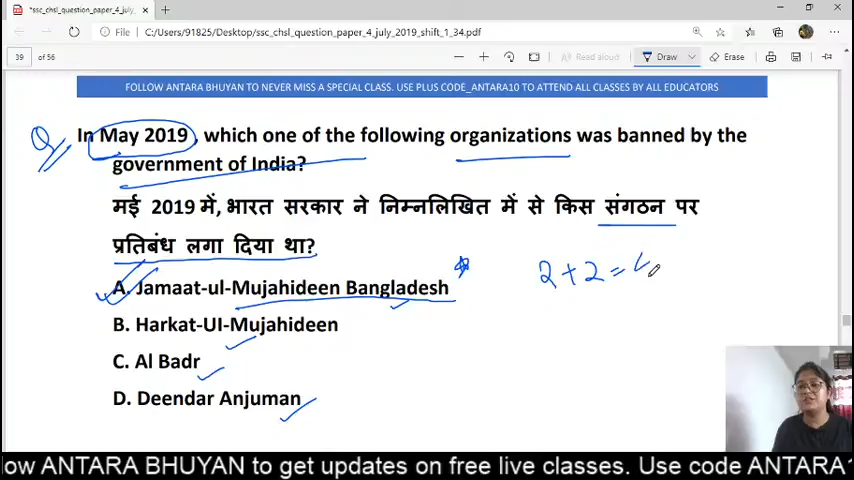 *ssc_chsl_question_paper_4_july_2019_shift_1_34.pdf
File
C:/Users/91825/Desktop/ssc_chsl_question_paper_4_july_2019_shift_1_34.pdf
39 of 56
Read aloud
Draw
Erase
FOLLOW ANTARA BHUYAN TO NEVER MISS A SPECIAL CLASS. USE PLUS CODE_ANTARA10 TO ATTEND ALL CLASSES BY ALL EDUCATORS
Q. In May 2019, which one of the following organizations was banned by the
government of India?
मई 2019 में, भारत सरकार ने निम्नलिखित में से किस संगठन पर
प्रतिबंध लगा दिया था?
A. Jamaat-ul-Mujahideen Bangladesh
2+2=
B. Harkat-Ul-Mujahideen
C. Al Badr
D. Deendar Anjuman
low ANTARA BHUYAN to get updates on free live classes. Use code ANTARA1